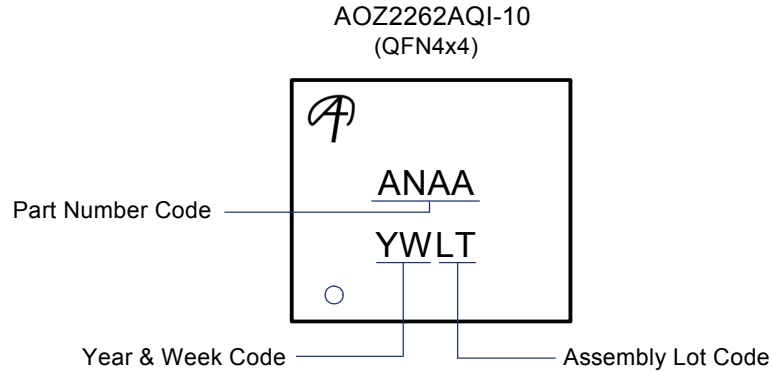 AOZ2262AQI-10
(QFN4x4)
ANAA
Part Number Code
YWLT
Year & Week Code
Assembly Lot Code